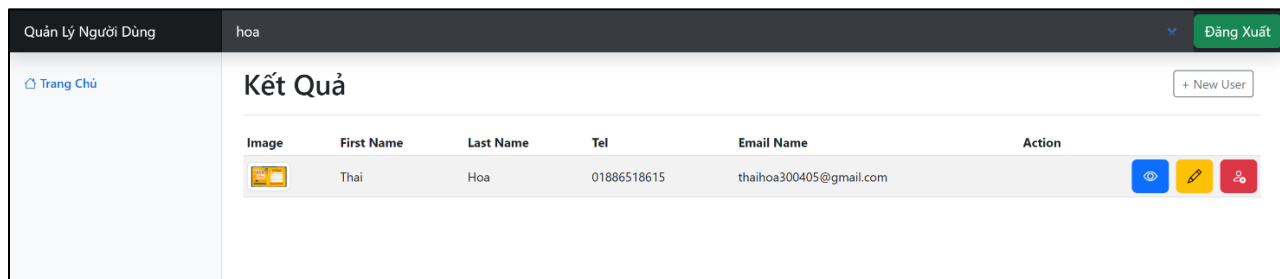 Quản Lý Người Dùng hoa Đăng Xuất
Trang Chủ
Kết Quả + New User
Image First Name Last Name Tel Email Name Action
Thai Hoa 01886518615 thaihoa300405@gmail.com